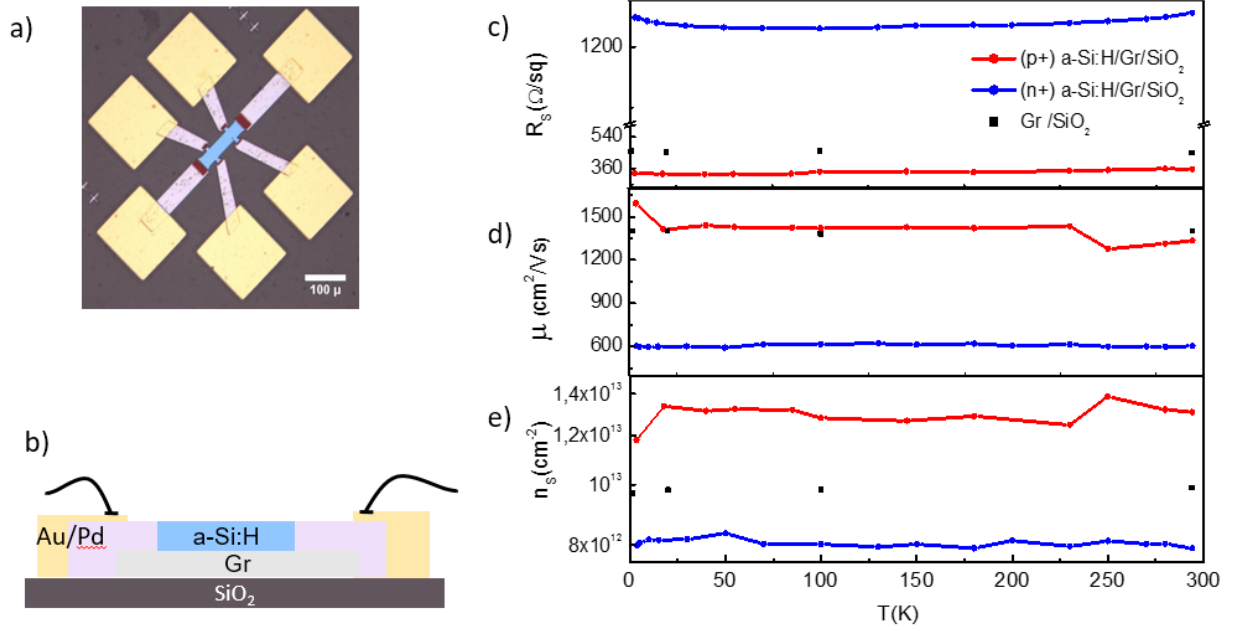 a)
100 µ
b)
Au/Pd
a-Si:H
Gr
SiO₂
c)
Rₛ(Ω/sq)
1200
540
360
(p+) a-Si:H/Gr/SiO₂
(n+) a-Si:H/Gr/SiO₂
Gr /SiO₂
d)
μ (cm²/Vs)
1500
1200
900
600
e)
nₛ(cm⁻²)
1,4x10¹³
1,2x10¹³
10¹³
8x10¹²
0 50 100 150 200 250 300
T(K)